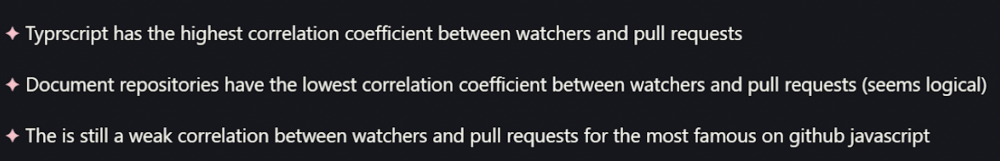 ✦ Typrscript has the highest correlation coefficient between watchers and pull requests
✦ Document repositories have the lowest correlation coefficient between watchers and pull requests (seems logical)
✦ The is still a weak correlation between watchers and pull requests for the most famous on github javascript